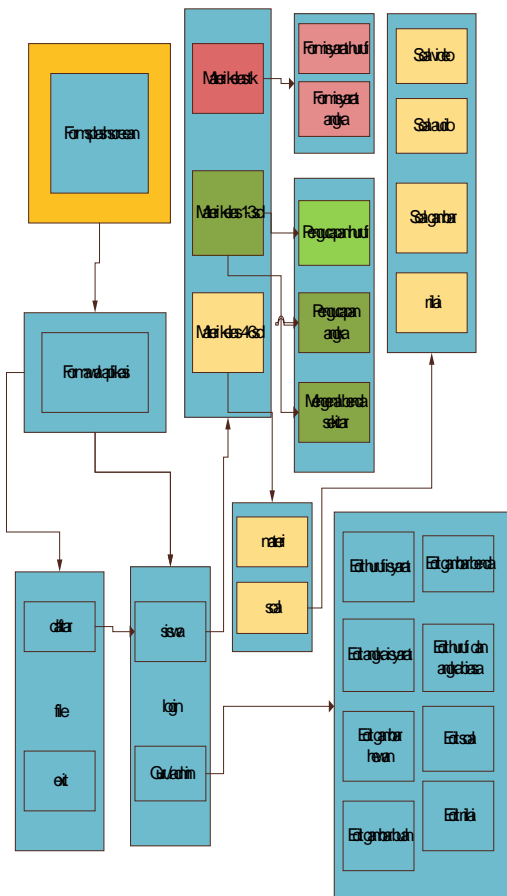 Form splash screean
Form awal aplikasi
daftar
file
exit
siswa
login
Guru/admin
Materi kelas tk
Materi kelas 1-3 sd
Materi kelas 4-6 sd
Form isyarat huruf
Form isyarat
angka
Pengucapan huruf
Pengucapan
angka
Mengenal benda
sekitar
Soal video
Soal audio
Soal gambar
nilai
materi
soal
Edit huruf isyarat
Edit gambar benda
Edit angka isyarat
Edit huruf dan
angka biasa
Edit gambar
hewan
Edit soal
Edit gambar buah
Edit nilai